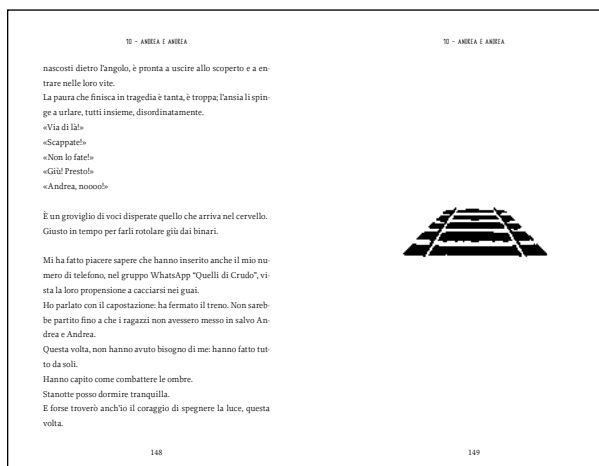 10 – ANDREA E ANDREA
nascosti dietro l'angolo, è pronta a uscire allo scoperto e a en-
trare nelle loro vite.
La paura che finisca in tragedia è tanta, è troppa; l'ansia li spin-
ge a urlare, tutti insieme, disordinatamente.
«Via di là!»
«Scappate!»
«Non lo fate!»
«Giù! Presto!»
«Andrea, noooo!»
È un groviglio di voci disperate quello che arriva nel cervello.
Giusto in tempo per farli rotolare giù dai binari.
Mi ha fatto piacere sapere che hanno inserito anche il mio nu-
mero di telefono, nel gruppo WhatsApp “Quelli di Crudo”, vi-
sta la loro propensione a cacciarsi nei guai.
Ho parlato con il capostazione: ha fermato il treno. Non sareb-
be partito fino a che i ragazzi non avessero messo in salvo An-
drea e Andrea.
Questa volta, non hanno avuto bisogno di me: hanno fatto tut-
to da soli.
Hanno capito come combattere le ombre.
Stanotte posso dormire tranquilla.
E forse troverò anch'io il coraggio di spegnere la luce, questa
volta.
148
10 – ANDREA E ANDREA
149